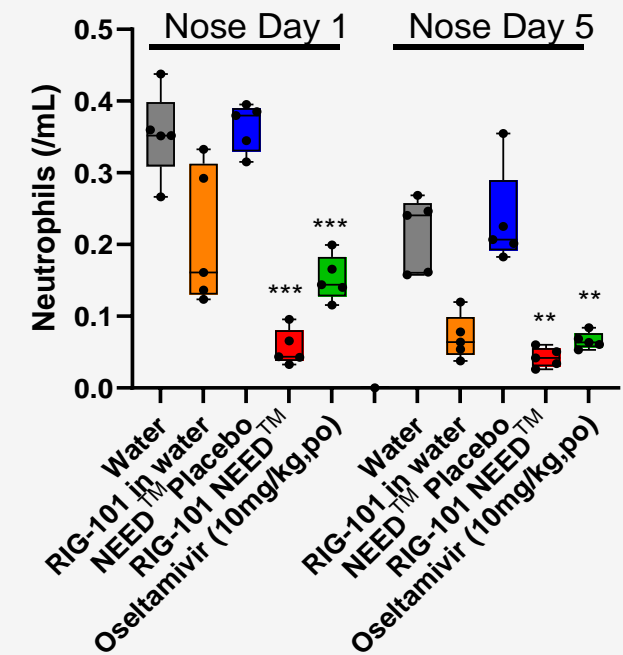 Nose Day 1
Nose Day 5
Neutrophils (/mL)
0.5
0.4
0.3
0.2
0.1
0.0
***
***
**
**
Water
RIG-101 in water
NEED™ Placebo
RIG-101 NEED™
Oseltamivir (10mg/kg,po)
Water
RIG-101 in water
NEED™ Placebo
RIG-101 NEED™
Oseltamivir (10mg/kg,po)